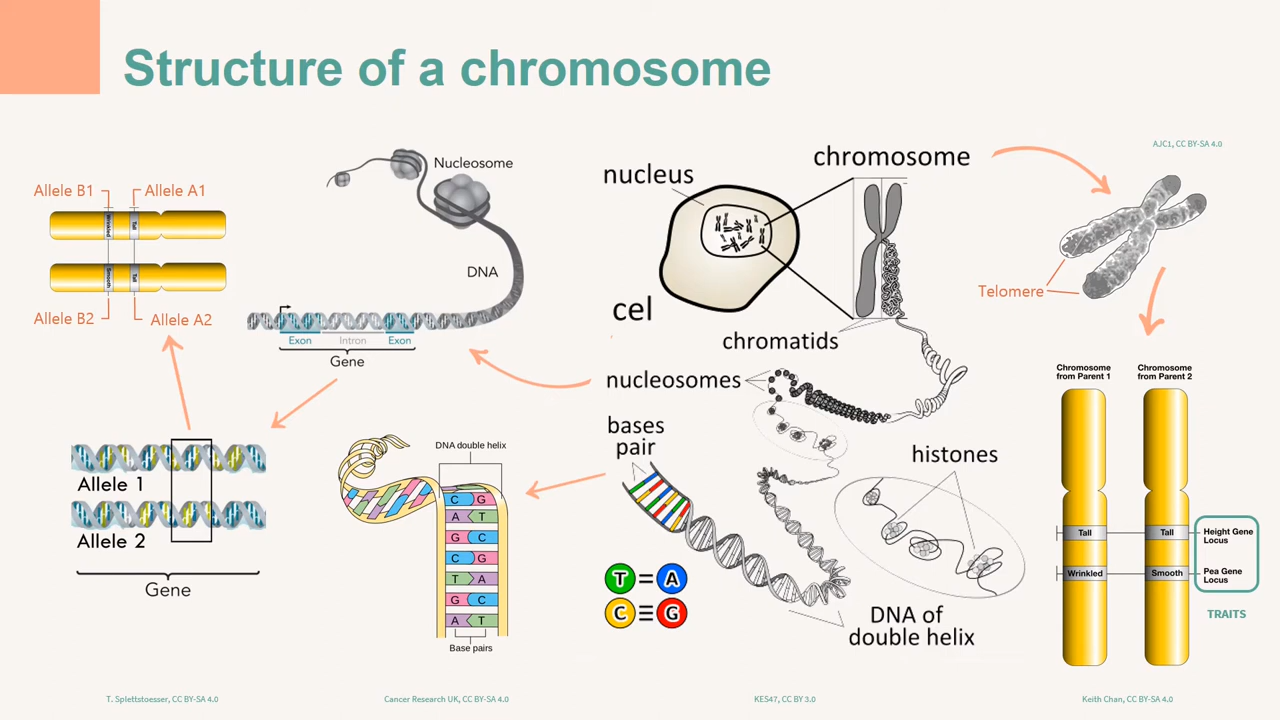 Structure of a chromosome
AJC1, CC BY-SA 4.0
Allele B1
Allele A1
Wrinkled
Tall
Smooth
Tall
Allele B2
Allele A2
Nucleosome
DNA
Exon
Intron
Exon
Gene
nucleus
chromosome
cel
chromatids
nucleosomes
bases
pair
histones
DNA of
double helix
T = A
C ≡ G
Telomere
Chromosome
from Parent 1
Chromosome
from Parent 2
Tall
Tall
Height Gene
Locus
Wrinkled
Smooth
Pea Gene
Locus
TRAITS
Allele 1
Allele 2
Gene
DNA double helix
C G
A T
G C
C G
T A
G C
A T
Base pairs
T. Splettstoesser, CC BY-SA 4.0
Cancer Research UK, CC BY-SA 4.0
KES47, CC BY 3.0
Keith Chan, CC BY-SA 4.0